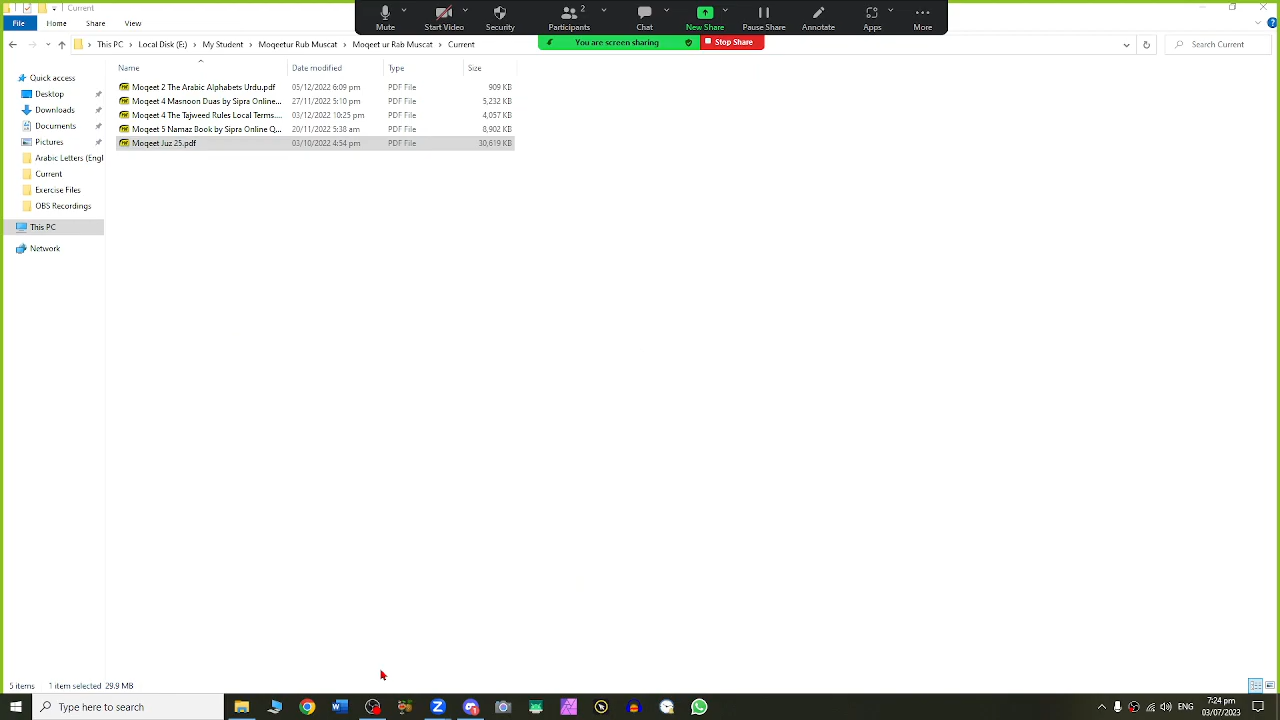 Current
Mute
Start Video
Security
2
Participants
Chat
New Share
Pause Share
Annotate
Apps
More
File
Home
Share
View
You are screen sharing
Stop Share
This PC
Local Disk (E:)
My Student
Moqeetur Rub Muscat
Moqeet ur Rab Muscat
Current
Search Current
Name
Date modified
Type
Size
Moqeet 2 The Arabic Alphabets Urdu.pdf 05/12/2022 6:09 pm PDF File 909 KB
Moqeet 4 Masnoon Duas by Sipra Online... 27/11/2022 5:10 pm PDF File 5,232 KB
Moqeet 4 The Tajweed Rules Local Terms.... 03/12/2022 10:25 pm PDF File 4,057 KB
Moqeet 5 Namaz Book by Sipra Online Q... 20/11/2022 5:38 am PDF File 8,902 KB
Moqeet Juz 25.pdf 03/10/2022 4:54 pm PDF File 30,619 KB
Quick access
Desktop
Downloads
Documents
Pictures
Arabic Letters (Engl
Current
Exercise Files
OBS Recordings
This PC
Network
5 items 1 item selected 29.9 MB
Type here to search
ENG
7:24 pm
03/07/2023